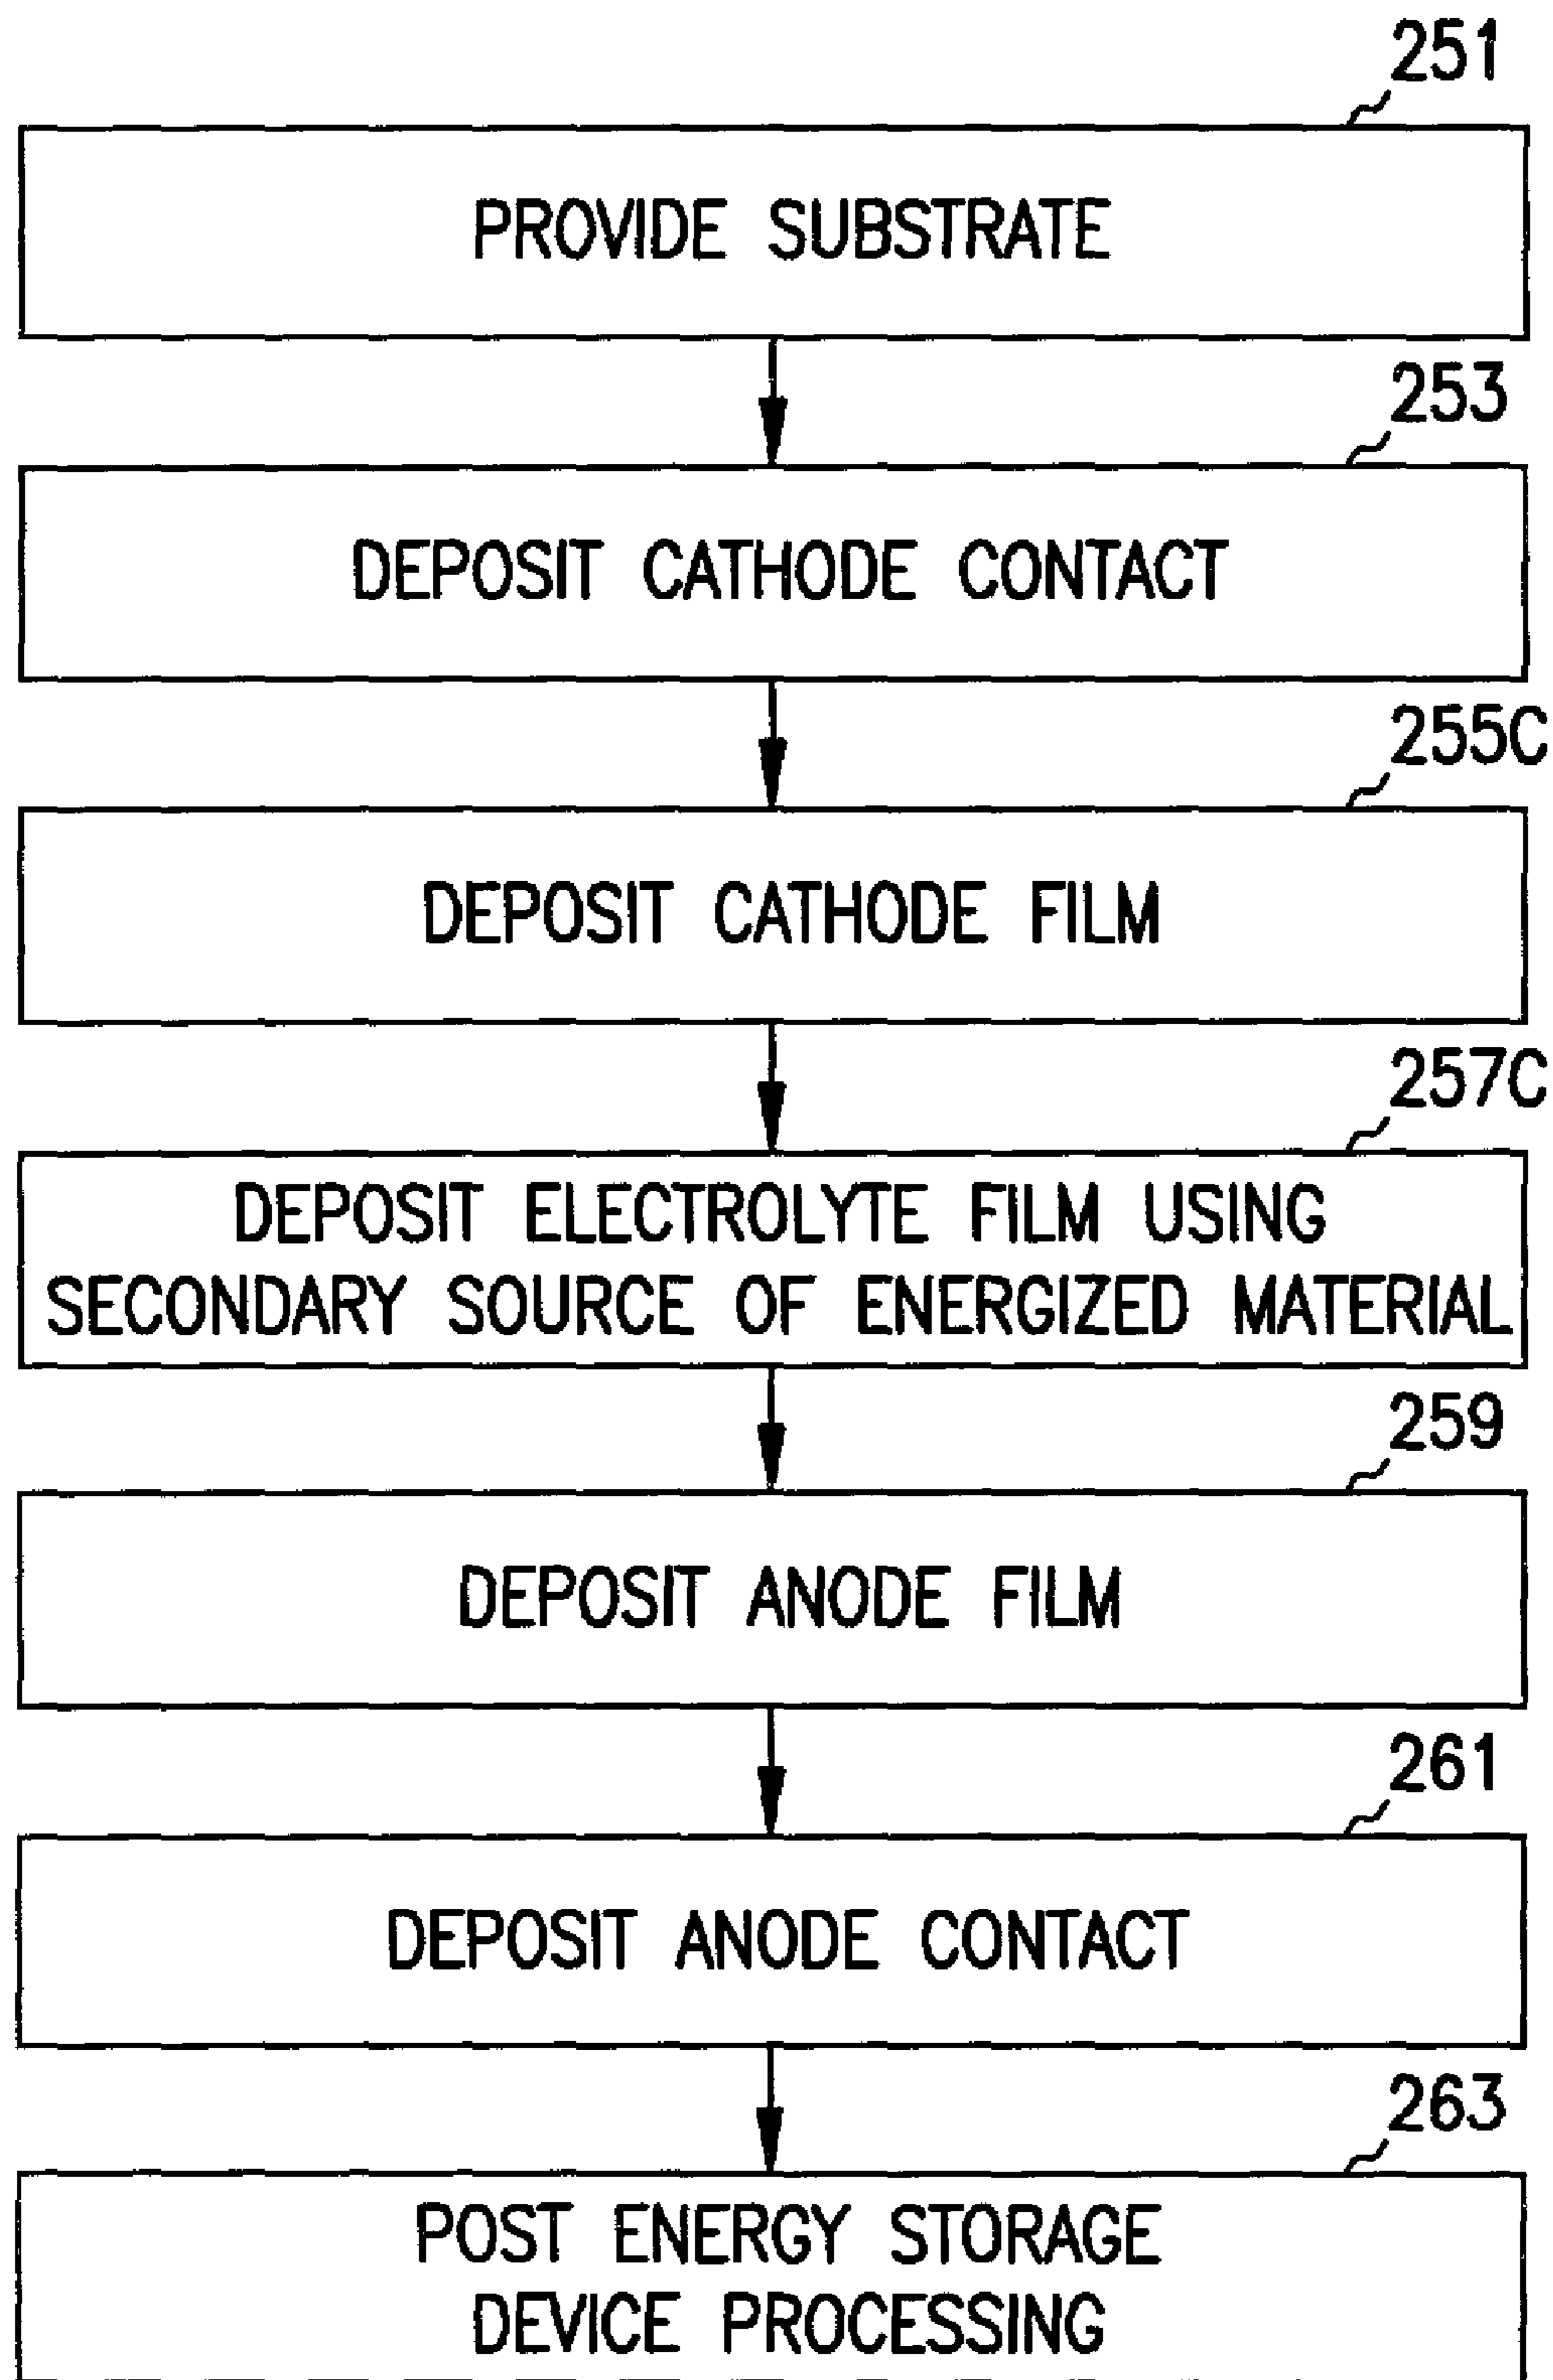 251
PROVIDE SUBSTRATE
253
DEPOSIT CATHODE CONTACT
255C
DEPOSIT CATHODE FILM
257C
DEPOSIT ELECTROLYTE FILM USING
SECONDARY SOURCE OF ENERGIZED MATERIAL
259
DEPOSIT ANODE FILM
261
DEPOSIT ANODE CONTACT
263
POST ENERGY STORAGE
DEVICE PROCESSING